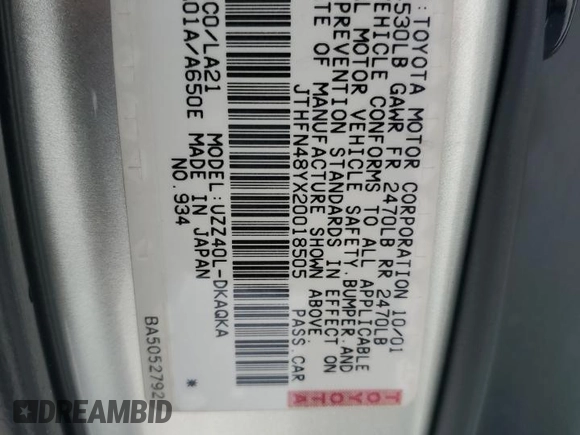 : TOYOTA MOTOR CORPORATION 10/01
530LB GAWR FR 2470LB RR 2470LB
VEHICLE CONFORMS TO ALL APPLICABLE
L MOTOR VEHICLE SAFETY,BUMPER,AND
PREVENTION STANDARDS IN EFFECT ON
TE OF MANUFACTURE SHOWN ABOVE.
JTHFN48YX20018505 PASS.CAR
TOYOTA
CO/LA21 MODEL:UZZ40L-DKAQKA
01A/A650E MADE IN JAPAN
NO.934
BA5052792
*
DREAMBID